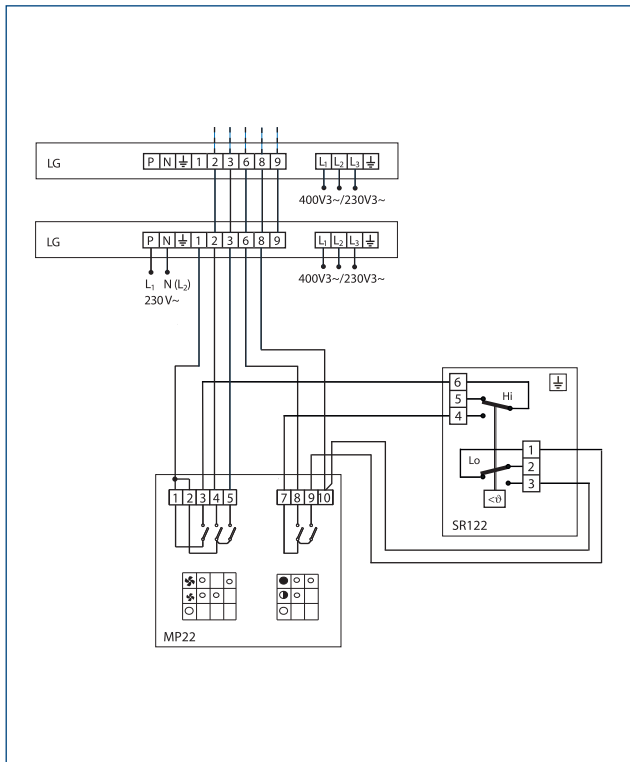 LG
P N 1 2 3 6 8 9
L1 L2 L3
400V3~/230V3~
LG
P N 1 2 3 6 8 9
L1 L2 L3
L1 N (L2)
230 V~
400V3~/230V3~
6
5
4
Hi
1
2
3
Lo
<ϑ
SR122
1 2 3 4 5
7 8 9 10
MP22